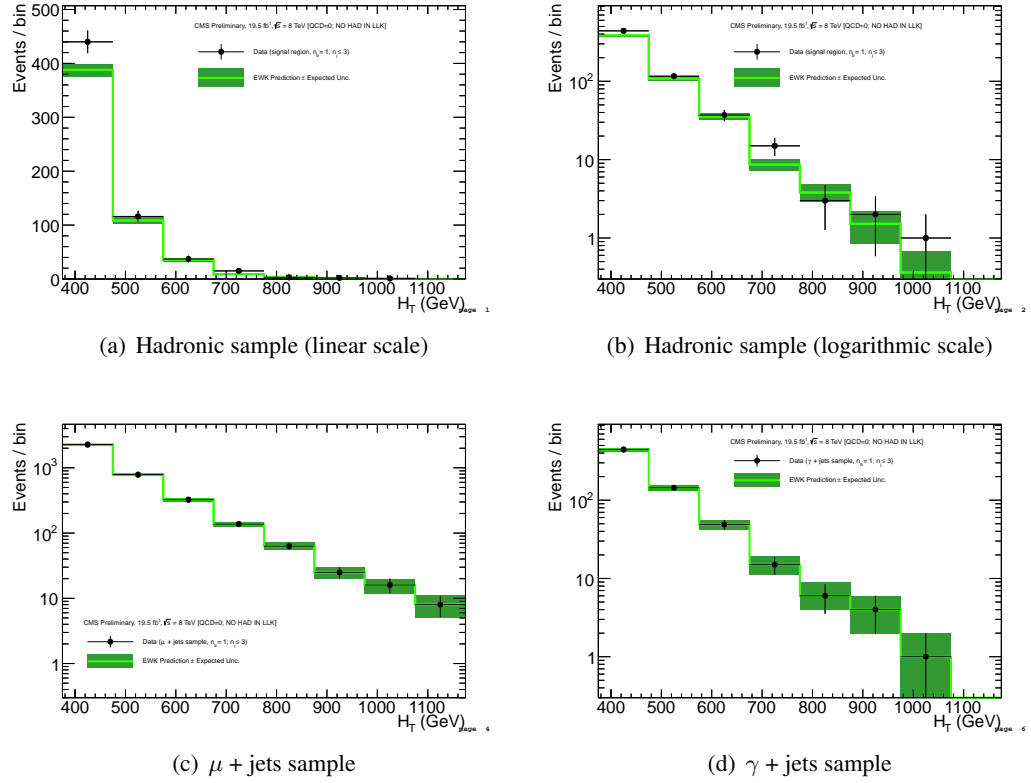 Events / bin
500
400
300
200
100
0
CMS Preliminary, 19.5 fb⁻¹, √s = 8 TeV [QCD=0; NO HAD IN LLK]
Data (signal region, n_b = 1; n_j ≤ 3)
EWK Prediction ± Expected Unc.
400 500 600 700 800 900 1000 1100
H_T (GeV)
page 1
(a) Hadronic sample (linear scale)
Events / bin
10²
10
1
CMS Preliminary, 19.5 fb⁻¹, √s = 8 TeV [QCD=0; NO HAD IN LLK]
Data (signal region, n_b = 1; n_j ≤ 3)
EWK Prediction ± Expected Unc.
400 500 600 700 800 900 1000 1100
H_T (GeV)
page 2
(b) Hadronic sample (logarithmic scale)
Events / bin
10³
10²
10
1
CMS Preliminary, 19.5 fb⁻¹, √s = 8 TeV [QCD=0; NO HAD IN LLK]
Data (μ + jets sample, n_b = 1; n_j ≤ 3)
EWK Prediction ± Expected Unc.
400 500 600 700 800 900 1000 1100
H_T (GeV)
page 4
(c) μ + jets sample
Events / bin
10²
10
1
CMS Preliminary, 19.5 fb⁻¹, √s = 8 TeV [QCD=0; NO HAD IN LLK]
Data (γ + jets sample, n_b = 1; n_j ≤ 3)
EWK Prediction ± Expected Unc.
400 500 600 700 800 900 1000 1100
H_T (GeV)
page 6
(d) γ + jets sample